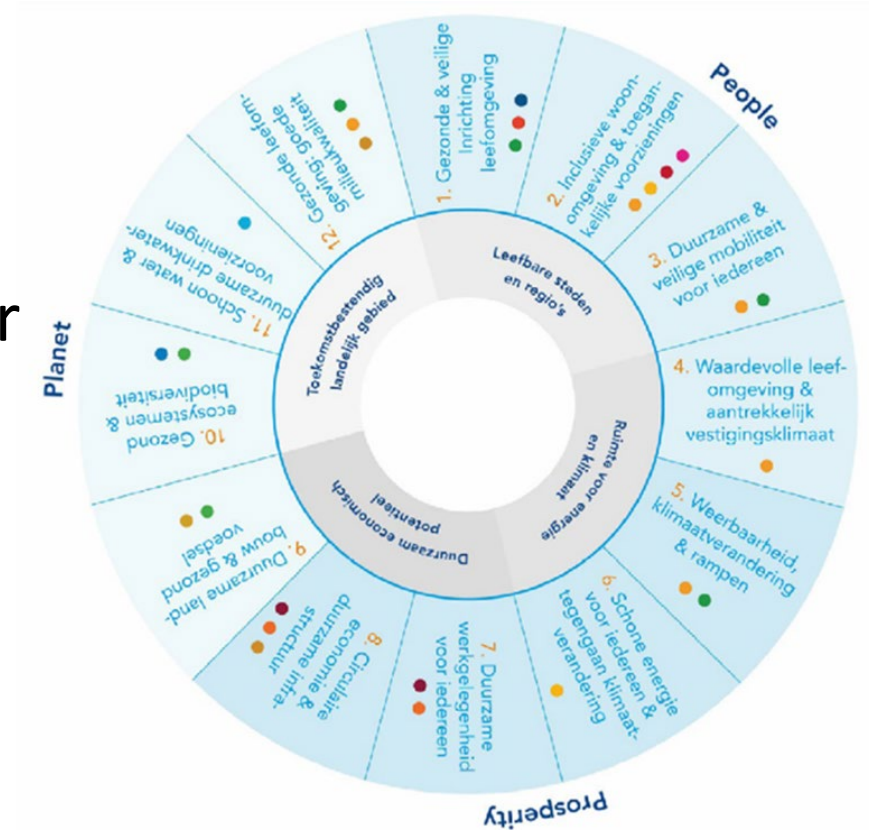 People
1. Gezonde & veilige
Inrichting
leefomgeving
2. Inclusieve woon-
omgeving & toegan-
kelijke voorzieningen
3. Duurzame &
veilige mobiliteit
voor iedereen
4. Waardevolle leef-
omgeving &
aantrekkelijk
vestigingsklimaat
5. Weerbaarheid,
klimaatverandering
& rampen
6. Schone energie
voor iedereen &
tegengaan klimaat-
verandering
Prosperity
7. Duurzame
werkgelegenheid
voor iedereen
8. Circulaire
economie &
duurzame infra-
structuur
9. Duurzame land-
bouw & gezond
voedsel
Planet
10. Gezond
ecosystemen &
biodiversiteit
11. Schoon water &
duurzame drinkwater-
voorzieningen
12. Gezonde leefom-
geving: goede
milieukwaliteit
Leefbare steden
en regio's
Ruimte voor energie
en klimaat
Duurzaam economisch
potentieel
Toekomstbestendig
landelijk gebied
r